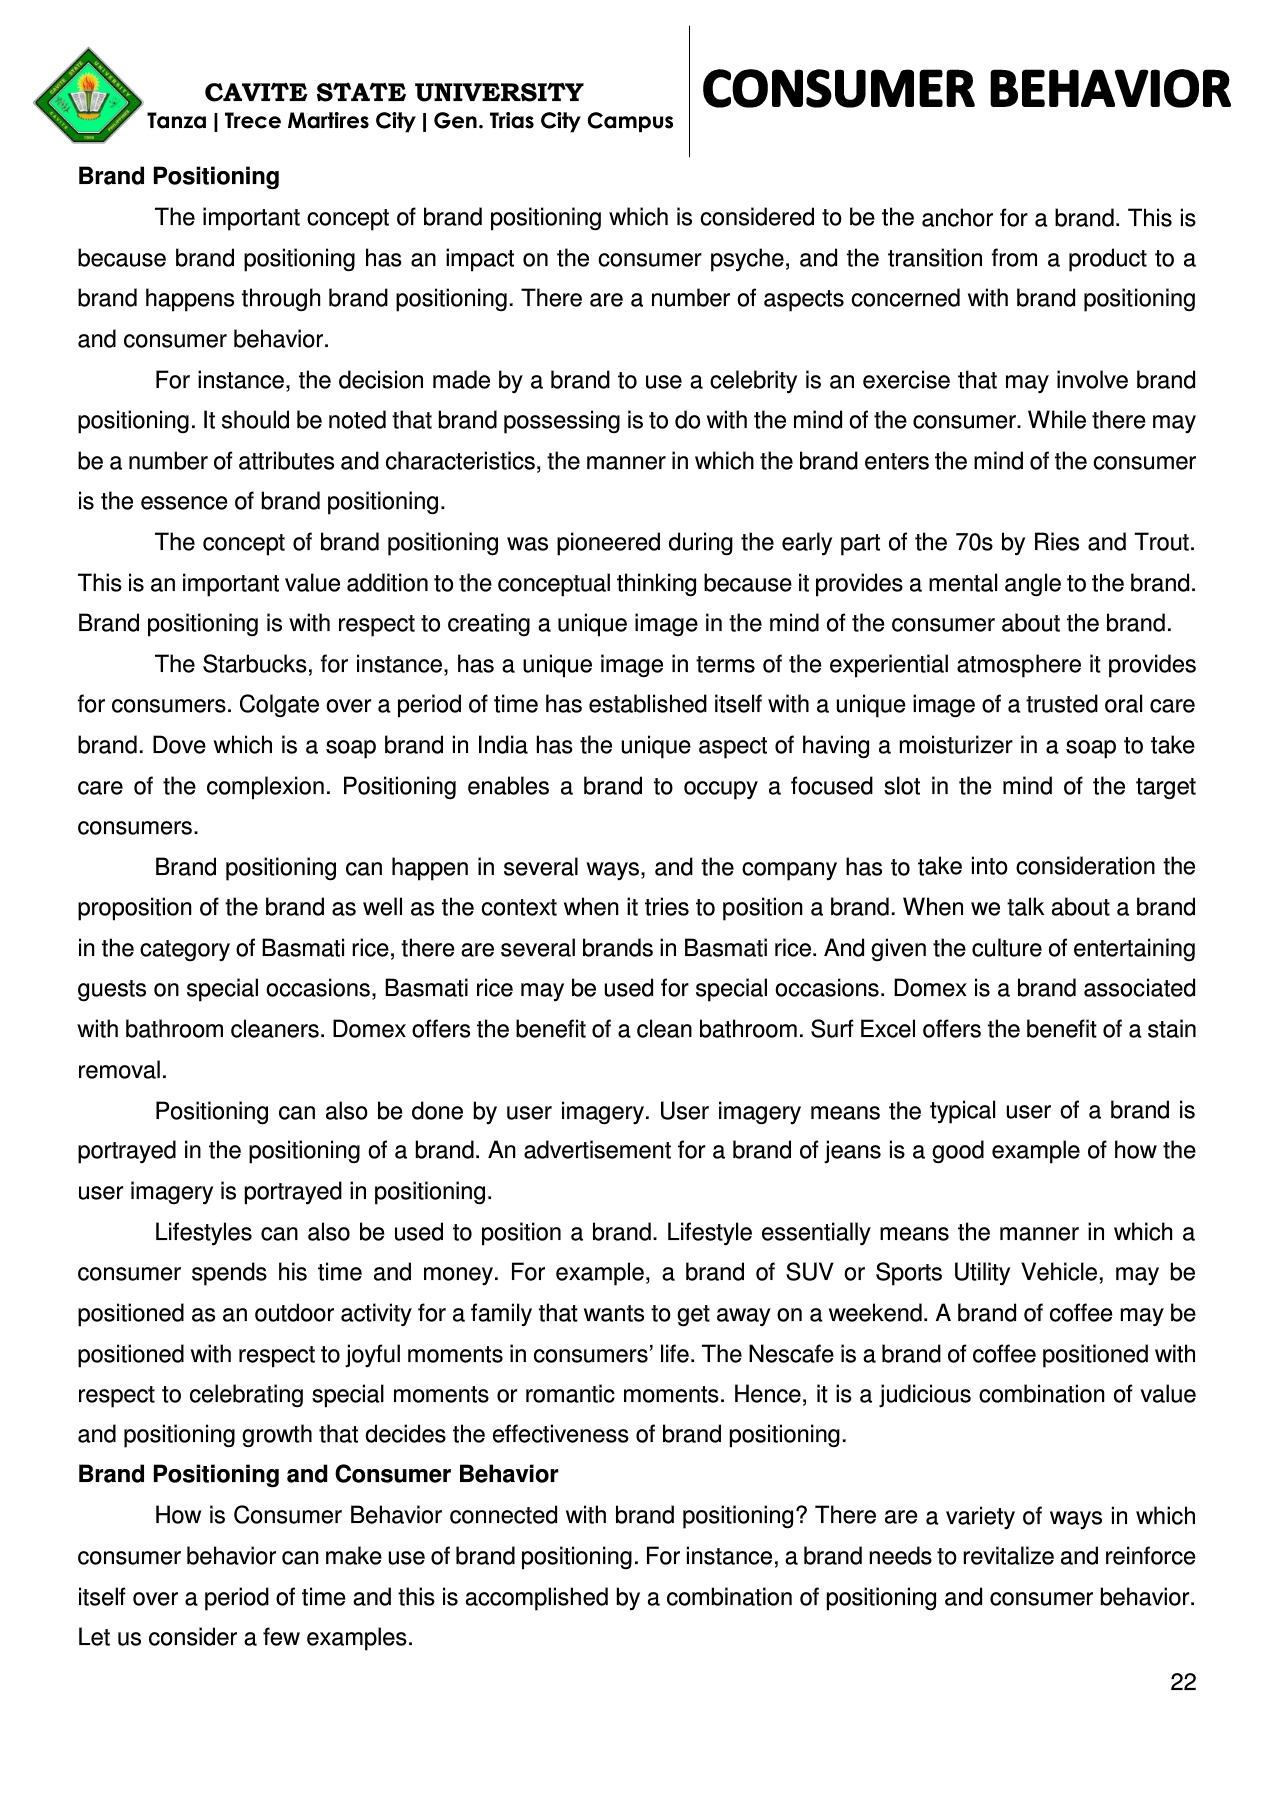 CAVITE STATE UNIVERSITY
Tanza | Trece Martires City | Gen. Trias City Campus
CONSUMER BEHAVIOR
Brand Positioning
The important concept of brand positioning which is considered to be the anchor for a brand. This is
because brand positioning has an impact on the consumer psyche, and the transition from a product to a
brand happens through brand positioning. There are a number of aspects concerned with brand positioning
and consumer behavior.
For instance, the decision made by a brand to use a celebrity is an exercise that may involve brand
positioning. It should be noted that brand possessing is to do with the mind of the consumer. While there may
be a number of attributes and characteristics, the manner in which the brand enters the mind of the consumer
is the essence of brand positioning.
The concept of brand positioning was pioneered during the early part of the 70s by Ries and Trout.
This is an important value addition to the conceptual thinking because it provides a mental angle to the brand.
Brand positioning is with respect to creating a unique image in the mind of the consumer about the brand.
The Starbucks, for instance, has a unique image in terms of the experiential atmosphere it provides
for consumers. Colgate over a period of time has established itself with a unique image of a trusted oral care
brand. Dove which is a soap brand in India has the unique aspect of having a moisturizer in a soap to take
care of the complexion. Positioning enables a brand to occupy a focused slot in the mind of the target
consumers.
Brand positioning can happen in several ways, and the company has to take into consideration the
proposition of the brand as well as the context when it tries to position a brand. When we talk about a brand
in the category of Basmati rice, there are several brands in Basmati rice. And given the culture of entertaining
guests on special occasions, Basmati rice may be used for special occasions. Domex is a brand associated
with bathroom cleaners. Domex offers the benefit of a clean bathroom. Surf Excel offers the benefit of a stain
removal.
Positioning can also be done by user imagery. User imagery means the typical user of a brand is
portrayed in the positioning of a brand. An advertisement for a brand of jeans is a good example of how the
user imagery is portrayed in positioning.
Lifestyles can also be used to position a brand. Lifestyle essentially means the manner in which a
consumer spends his time and money. For example, a brand of SUV or Sports Utility Vehicle, may be
positioned as an outdoor activity for a family that wants to get away on a weekend. A brand of coffee may be
positioned with respect to joyful moments in consumers’ life. The Nescafe is a brand of coffee positioned with
respect to celebrating special moments or romantic moments. Hence, it is a judicious combination of value
and positioning growth that decides the effectiveness of brand positioning.
Brand Positioning and Consumer Behavior
How is Consumer Behavior connected with brand positioning? There are a variety of ways in which
consumer behavior can make use of brand positioning. For instance, a brand needs to revitalize and reinforce
itself over a period of time and this is accomplished by a combination of positioning and consumer behavior.
Let us consider a few examples.
22